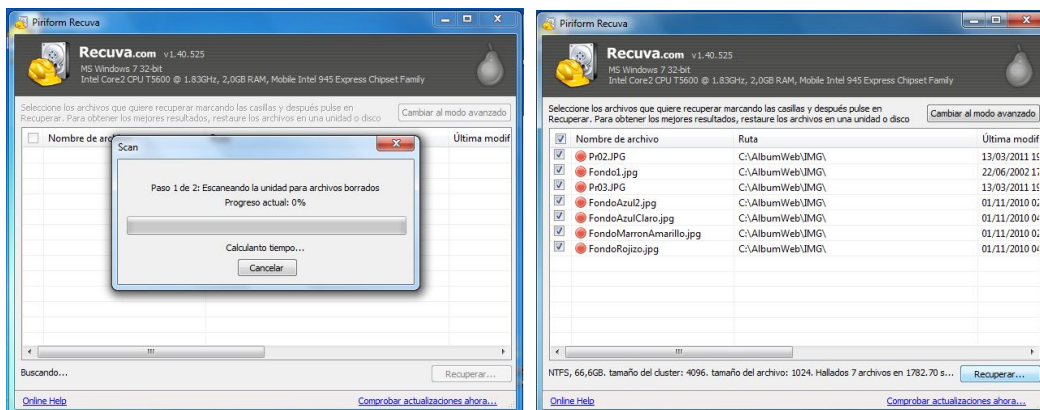 Piriform Recuva
Recuva.com v1.40.525
MS Windows 7 32-bit
Intel Core2 CPU T5600 @ 1.83GHz, 2,0GB RAM, Mobile Intel 945 Express Chipset Family
Seleccione los archivos que quiere recuperar marcando las casillas y después pulse en
Recuperar. Para obtener los mejores resultados, restaure los archivos en una unidad o disco
Cambiar al modo avanzado
Nombre de arc
Última modif
Scan
Paso 1 de 2: Escaneando la unidad para archivos borrados
Progreso actual: 0%
Calculanto tiempo...
Cancelar
Buscando...
Recuperar...
Online Help
Comprobar actualizaciones ahora...
Piriform Recuva
Recuva.com v1.40.525
MS Windows 7 32-bit
Intel Core2 CPU T5600 @ 1.83GHz, 2,0GB RAM, Mobile Intel 945 Express Chipset Family
Seleccione los archivos que quiere recuperar marcando las casillas y después pulse en
Recuperar. Para obtener los mejores resultados, restaure los archivos en una unidad o disco
Cambiar al modo avanzado
Nombre de archivo Ruta Última modif
Pr02.JPG C:\AlbumWeb\IMG\ 13/03/2011 19
Fondo1.jpg C:\AlbumWeb\IMG\ 22/06/2002 17
Pr03.JPG C:\AlbumWeb\IMG\ 13/03/2011 19
FondoAzul2.jpg C:\AlbumWeb\IMG\ 01/11/2010 02
FondoAzulClaro.jpg C:\AlbumWeb\IMG\ 01/11/2010 04
FondoMarronAmarillo.jpg C:\AlbumWeb\IMG\ 01/11/2010 02
FondoRojizo.jpg C:\AlbumWeb\IMG\ 01/11/2010 04
NTFS, 66,6GB. tamaño del cluster: 4096. tamaño del archivo: 1024. Hallados 7 archivos en 1782.70 s...
Recuperar...
Online Help
Comprobar actualizaciones ahora...